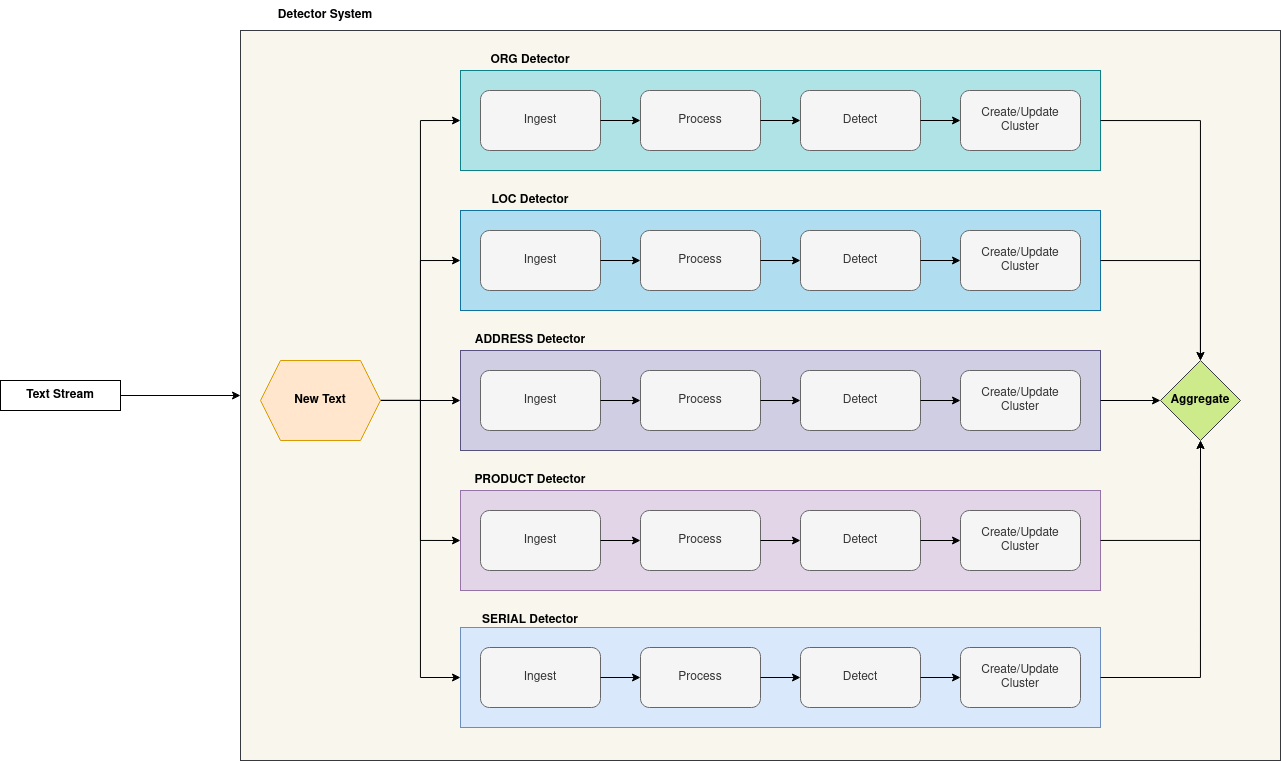 Detector System
ORG Detector
Ingest
Process
Detect
Create/Update
Cluster
LOC Detector
Ingest
Process
Detect
Create/Update
Cluster
ADDRESS Detector
Text Stream
New Text
Ingest
Process
Detect
Create/Update
Cluster
Aggregate
PRODUCT Detector
Ingest
Process
Detect
Create/Update
Cluster
SERIAL Detector
Ingest
Process
Detect
Create/Update
Cluster